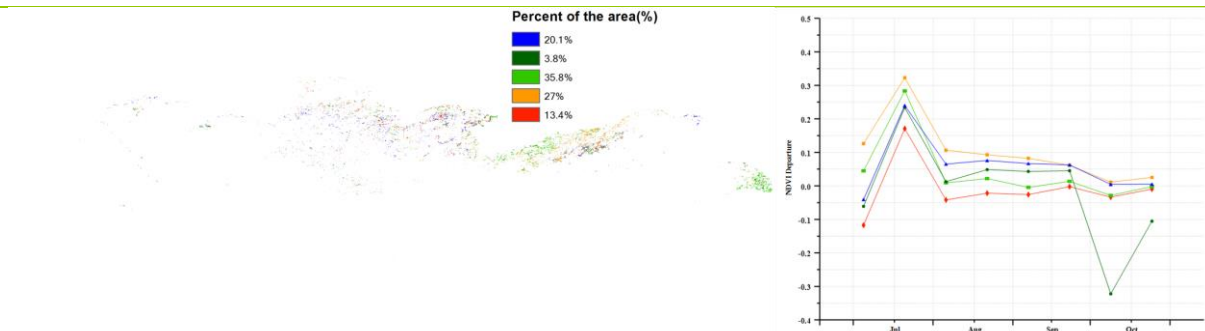 Percent of the area(%)
20.1%
3.8%
35.8%
27%
13.4%
NDVI Departure
0.5
0.4
0.3
0.2
0.1
0.0
-0.1
-0.2
-0.3
-0.4
Jul
Aug
Sep
Oct